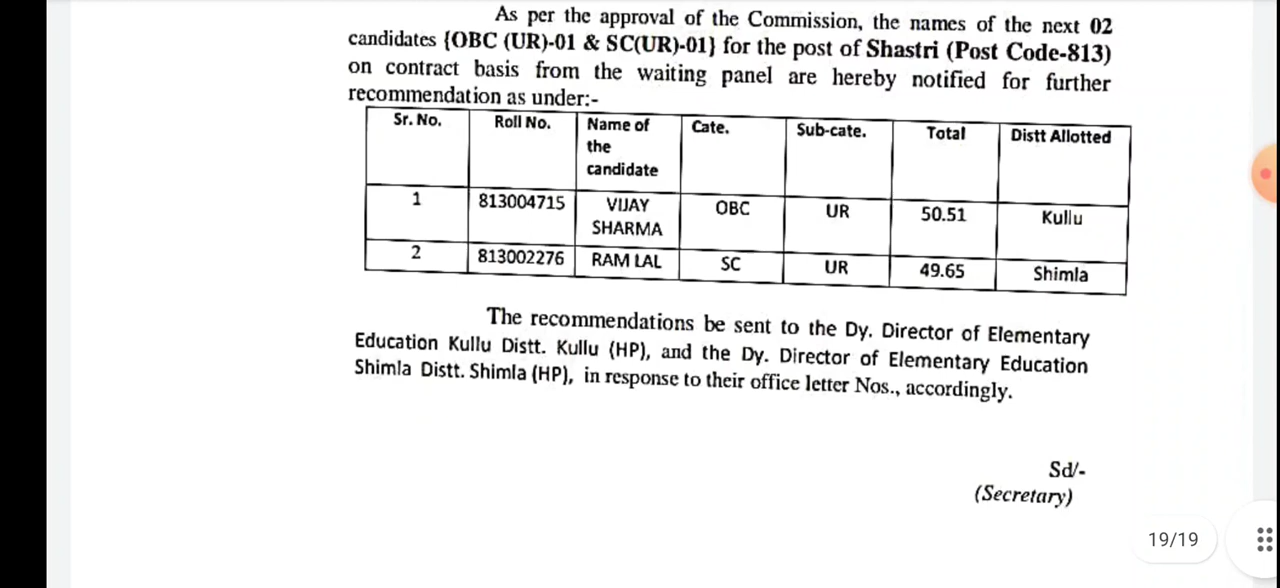 As per the approval of the Commission, the names of the next 02
candidates {OBC (UR)-01 & SC(UR)-01} for the post of Shastri (Post Code-813)
on contract basis from the waiting panel are hereby notified for further
recommendation as under:-
Sr. No. Roll No. Name of the candidate Cate. Sub-cate. Total Distt Allotted
1 813004715 VIJAY SHARMA OBC UR 50.51 Kullu
2 813002276 RAM LAL SC UR 49.65 Shimla
The recommendations be sent to the Dy. Director of Elementary
Education Kullu Distt. Kullu (HP), and the Dy. Director of Elementary Education
Shimla Distt. Shimla (HP), in response to their office letter Nos., accordingly.
Sd/-
(Secretary)
19/19